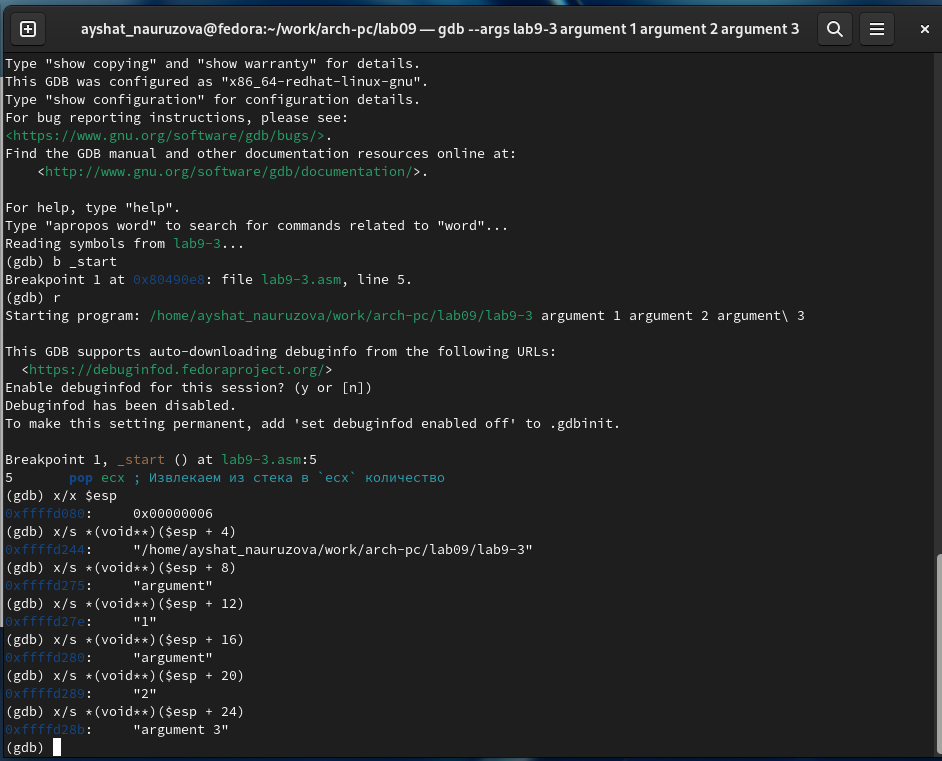 ayshat_nauruzova@fedora:~/work/arch-pc/lab09 — gdb --args lab9-3 argument 1 argument 2 argument 3
Type "show copying" and "show warranty" for details.
This GDB was configured as "x86_64-redhat-linux-gnu".
Type "show configuration" for configuration details.
For bug reporting instructions, please see:
<https://www.gnu.org/software/gdb/bugs/>.
Find the GDB manual and other documentation resources online at:
    <http://www.gnu.org/software/gdb/documentation/>.

For help, type "help".
Type "apropos word" to search for commands related to "word"...
Reading symbols from lab9-3...
(gdb) b _start
Breakpoint 1 at 0x80490e8: file lab9-3.asm, line 5.
(gdb) r
Starting program: /home/ayshat_nauruzova/work/arch-pc/lab09/lab9-3 argument 1 argument 2 argument\ 3

This GDB supports auto-downloading debuginfo from the following URLs:
  <https://debuginfod.fedoraproject.org/>
Enable debuginfod for this session? (y or [n])
Debuginfod has been disabled.
To make this setting permanent, add 'set debuginfod enabled off' to .gdbinit.

Breakpoint 1, _start () at lab9-3.asm:5
5       pop ecx ; Извлекаем из стека в `ecx` количество
(gdb) x/x $esp
0xffffd080:     0x00000006
(gdb) x/s *(void**)($esp + 4)
0xffffd244:     "/home/ayshat_nauruzova/work/arch-pc/lab09/lab9-3"
(gdb) x/s *(void**)($esp + 8)
0xffffd275:     "argument"
(gdb) x/s *(void**)($esp + 12)
0xffffd27e:     "1"
(gdb) x/s *(void**)($esp + 16)
0xffffd280:     "argument"
(gdb) x/s *(void**)($esp + 20)
0xffffd289:     "2"
(gdb) x/s *(void**)($esp + 24)
0xffffd28b:     "argument 3"
(gdb)